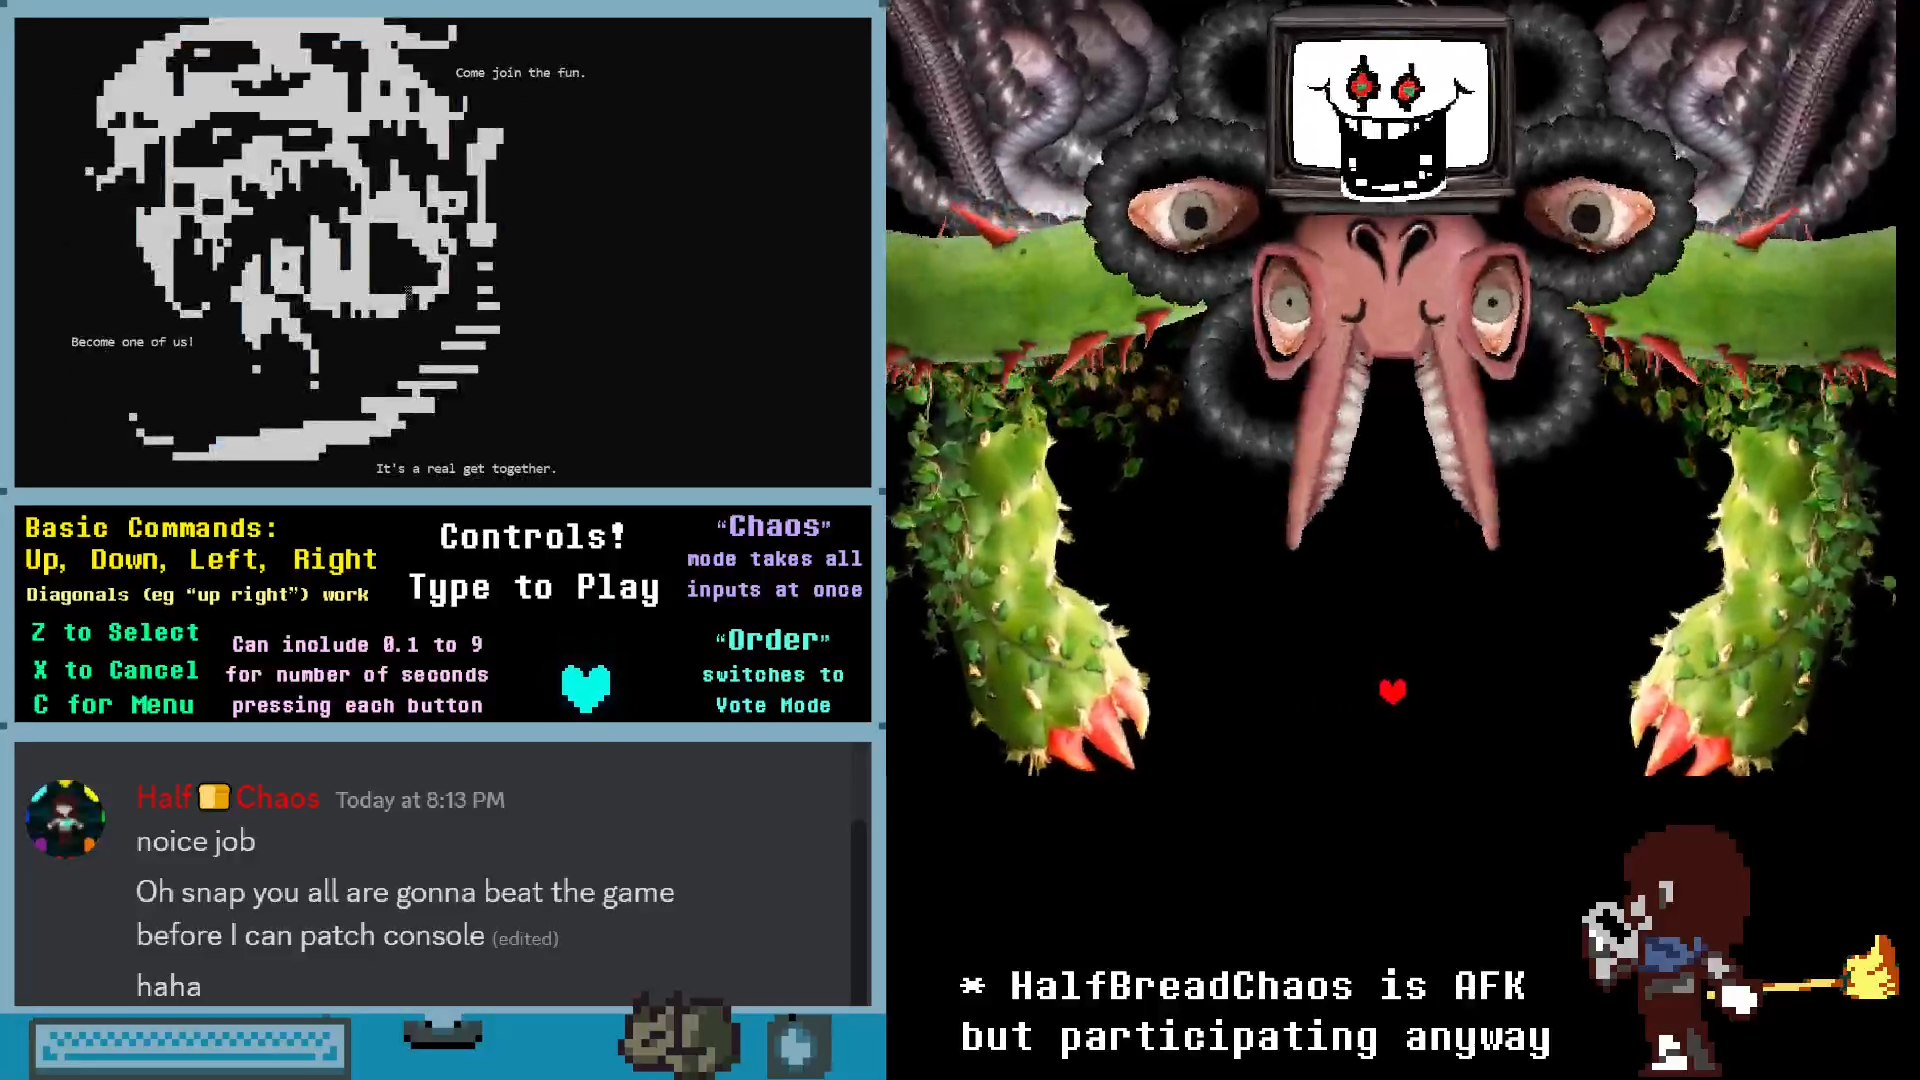 Come join the fun.
Become one of us!
It's a real get together.
Basic Commands:
Up, Down, Left, Right
Diagonals (eg “up right”) work
Z to Select
X to Cancel
C for Menu
Can include 0.1 to 9
for number of seconds
pressing each button
Controls!
Type to Play
“Chaos”
mode takes all
inputs at once
“Order”
switches to
Vote Mode
Half🍞Chaos Today at 8:13 PM
noice job
Oh snap you all are gonna beat the game
before I can patch console (edited)
haha
* HalfBreadChaos is AFK
but participating anyway